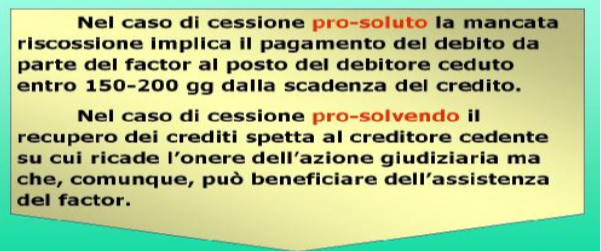 Nel caso di cessione pro-soluto la mancata
riscossione implica il pagamento del debito da
parte del factor al posto del debitore ceduto
entro 150-200 gg dalla scadenza del credito.
Nel caso di cessione pro-solvendo il
recupero dei crediti spetta al creditore cedente
su cui ricade l'onere dell'azione giudiziaria ma
che, comunque, può beneficiare dell'assistenza
del factor.